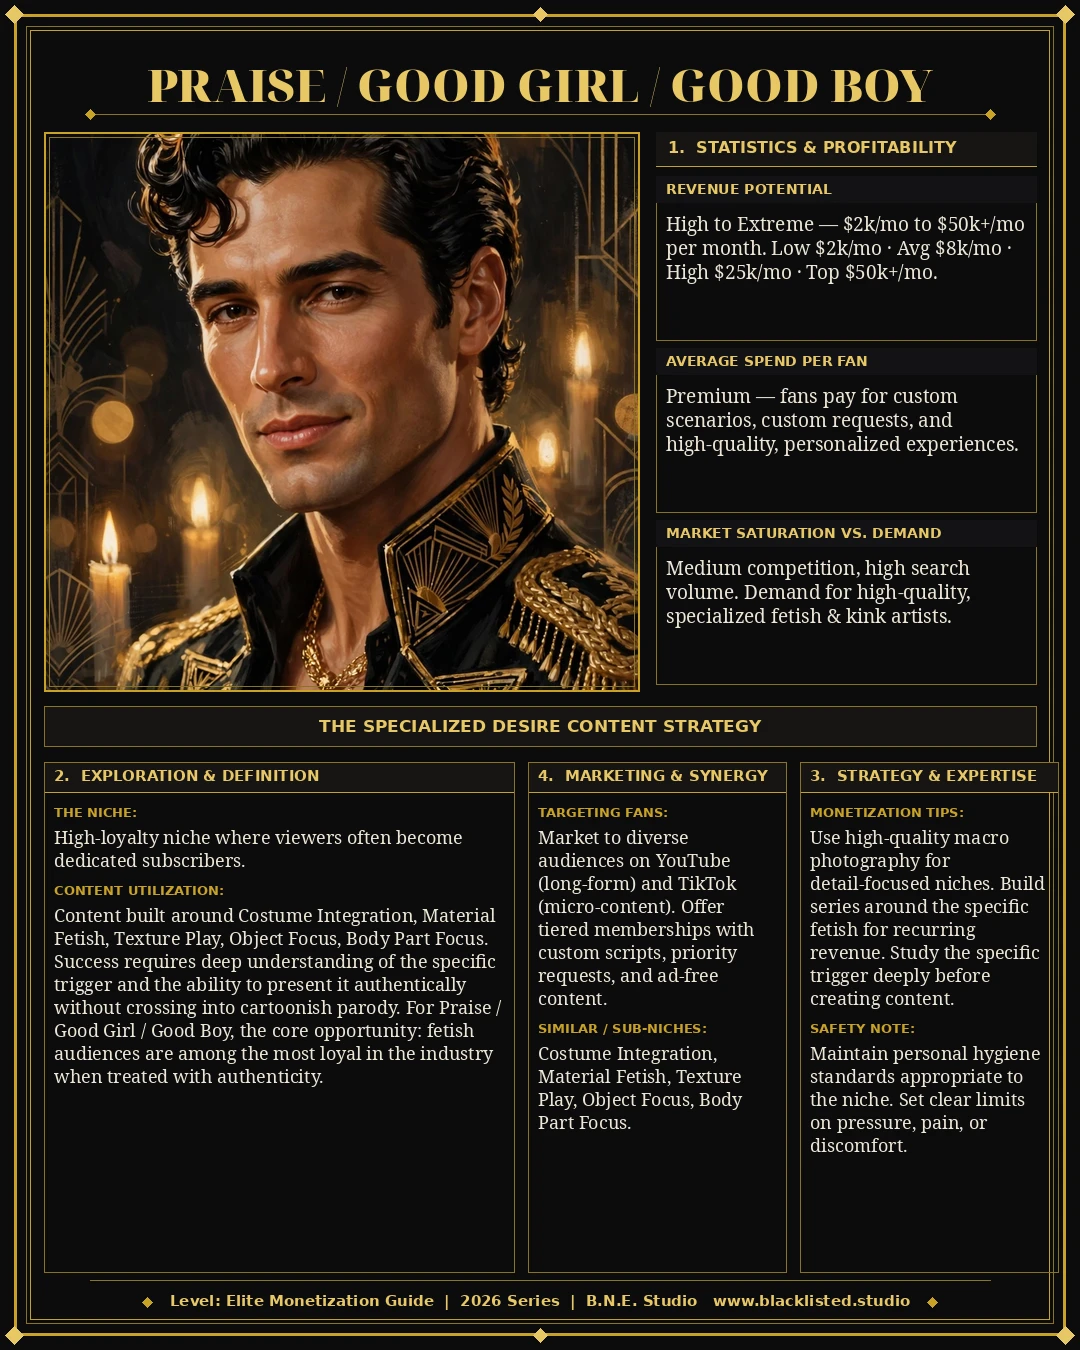 PRAISE / GOOD GIRL / GOOD BOY
1. STATISTICS & PROFITABILITY
REVENUE POTENTIAL
High to Extreme — $2k/mo to $50k+/mo
per month. Low $2k/mo · Avg $8k/mo ·
High $25k/mo · Top $50k+/mo.
AVERAGE SPEND PER FAN
Premium — fans pay for custom
scenarios, custom requests, and
high-quality, personalized experiences.
MARKET SATURATION VS. DEMAND
Medium competition, high search
volume. Demand for high-quality,
specialized fetish & kink artists.
THE SPECIALIZED DESIRE CONTENT STRATEGY
2. EXPLORATION & DEFINITION
THE NICHE:
High-loyalty niche where viewers often become
dedicated subscribers.
CONTENT UTILIZATION:
Content built around Costume Integration, Material
Fetish, Texture Play, Object Focus, Body Part Focus.
Success requires deep understanding of the specific
trigger and the ability to present it authentically
without crossing into cartoonish parody. For Praise /
Good Girl / Good Boy, the core opportunity: fetish
audiences are among the most loyal in the industry
when treated with authenticity.
4. MARKETING & SYNERGY
TARGETING FANS:
Market to diverse
audiences on YouTube
(long-form) and TikTok
(micro-content). Offer
tiered memberships with
custom scripts, priority
requests, and ad-free
content.
SIMILAR / SUB-NICHES:
Costume Integration,
Material Fetish, Texture
Play, Object Focus, Body
Part Focus.
3. STRATEGY & EXPERTISE
MONETIZATION TIPS:
Use high-quality macro
photography for
detail-focused niches. Build
series around the specific
fetish for recurring
revenue. Study the specific
trigger deeply before
creating content.
SAFETY NOTE:
Maintain personal hygiene
standards appropriate to
the niche. Set clear limits
on pressure, pain, or
discomfort.
Level: Elite Monetization Guide | 2026 Series | B.N.E. Studio www.blacklisted.studio